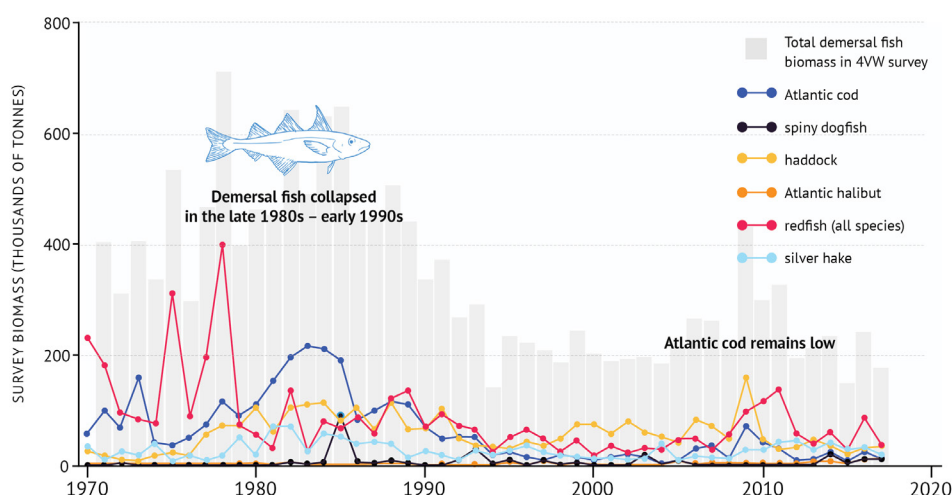 800
600
400
200
0
SURVEY BIOMASS (THOUSANDS OF TONNES)
Total demersal fish
biomass in 4VW survey
Atlantic cod
spiny dogfish
haddock
Atlantic halibut
redfish (all species)
silver hake
Demersal fish collapsed
in the late 1980s – early 1990s
Atlantic cod remains low
1970
1980
1990
2000
2010
2020